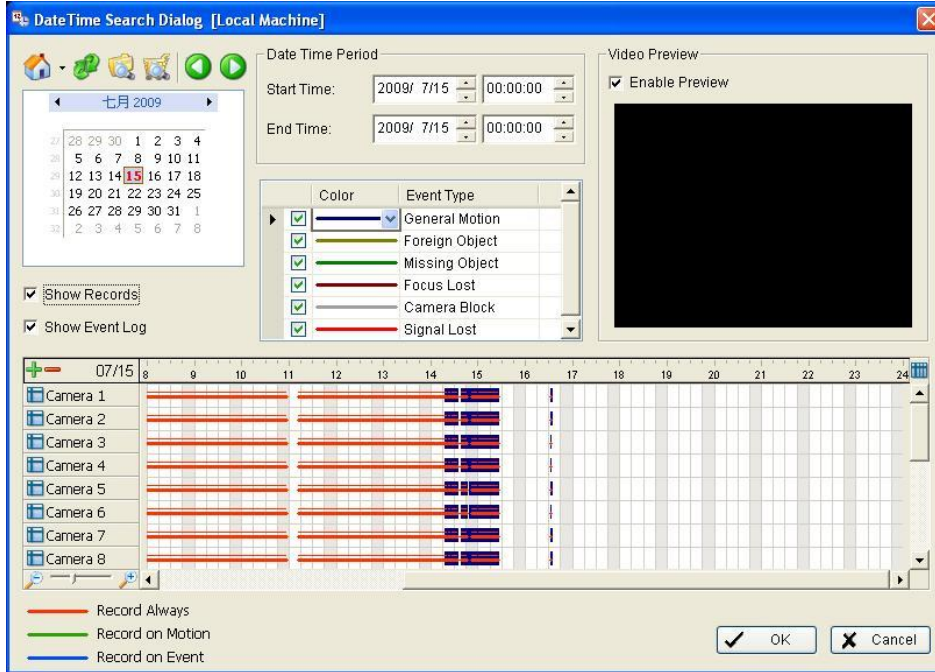 DateTime Search Dialog [Local Machine]
Date Time Period
Start Time: 2009/ 7/15 00:00:00
End Time: 2009/ 7/15 00:00:00
Video Preview
Enable Preview
七月 2009
27 28 29 30 1 2 3 4
28 5 6 7 8 9 10 11
29 12 13 14 15 16 17 18
30 19 20 21 22 23 24 25
31 26 27 28 29 30 31 1
32 2 3 4 5 6 7 8
Show Records
Show Event Log
Color Event Type
General Motion
Foreign Object
Missing Object
Focus Lost
Camera Block
Signal Lost
07/15 8 9 10 11 12 13 14 15 16 17 18 19 20 21 22 23 24
Camera 1
Camera 2
Camera 3
Camera 4
Camera 5
Camera 6
Camera 7
Camera 8
Record Always
Record on Motion
Record on Event
OK
Cancel